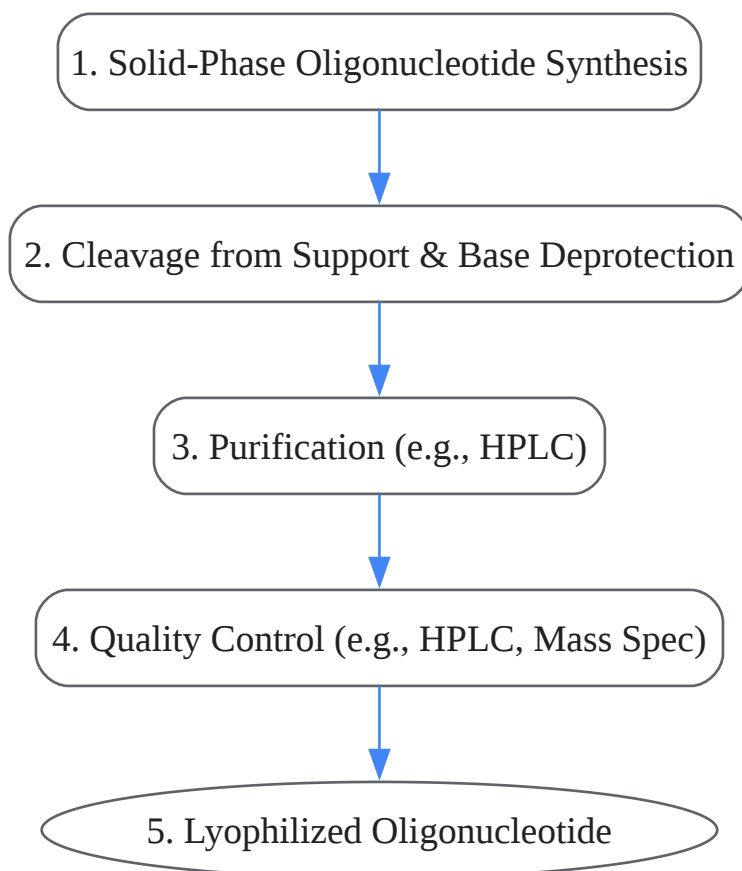 1. Solid-Phase Oligonucleotide Synthesis
2. Cleavage from Support & Base Deprotection
3. Purification (e.g., HPLC)
4. Quality Control (e.g., HPLC, Mass Spec)
5. Lyophilized Oligonucleotide